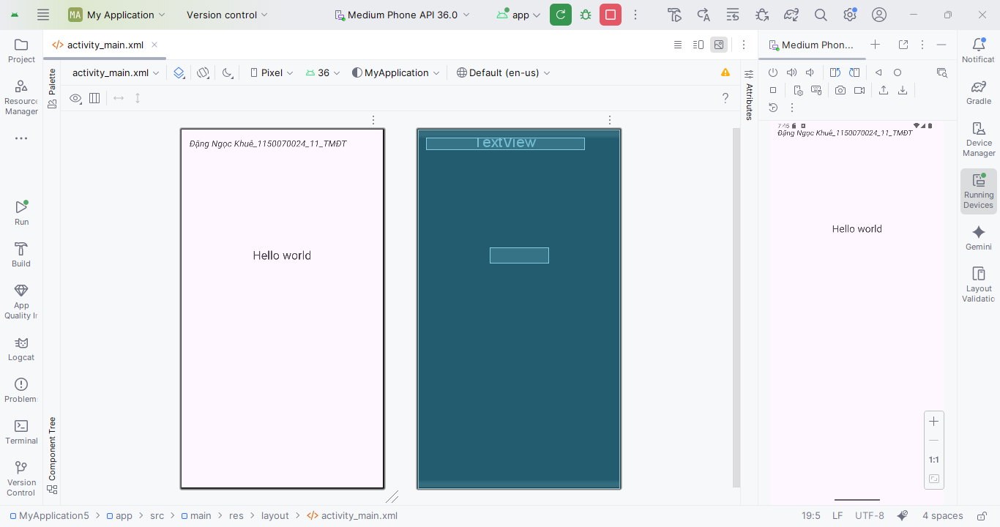 MA My Application Version control Medium Phone API 36.0 app
activity_main.xml
Medium Phon...
activity_main.xml Pixel 36 MyApplication Default (en-us)
?
Project
Resourc
Manager
Run
Build
App
Quality In
Logcat
Problem
Terminal
Version
Control
Palette
Component Tree
Đặng Ngọc Khuê_1150070024_11_TMĐT
Hello world
TextView
Attributes
7:45
Đặng Ngọc Khuê_1150070024_11_TMĐT
Hello world
1:1
Notificat
Gradle
Device
Manager
Running
Devices
Gemini
Layout
Validatio
MyApplication5 > app > src > main > res > layout > activity_main.xml 19:5 LF UTF-8 4 spaces